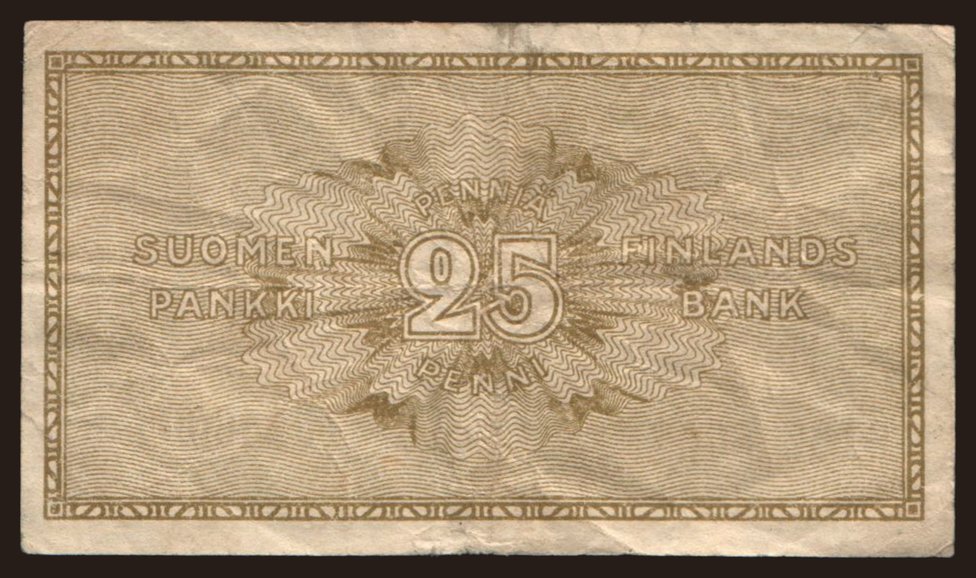 PENNIÄ
SUOMEN
PANKKI
25
FINLANDS
BANK
PENNI